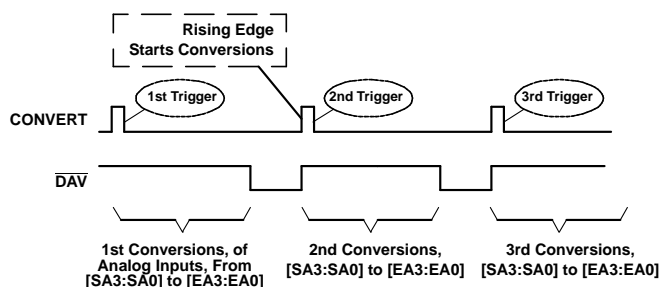 Rising Edge
Starts Conversions
1st Trigger
2nd Trigger
3rd Trigger
CONVERT
DAV
1st Conversions, of
Analog Inputs, From
[SA3:SA0] to [EA3:EA0]
2nd Conversions,
[SA3:SA0] to [EA3:EA0]
3rd Conversions,
[SA3:SA0] to [EA3:EA0]